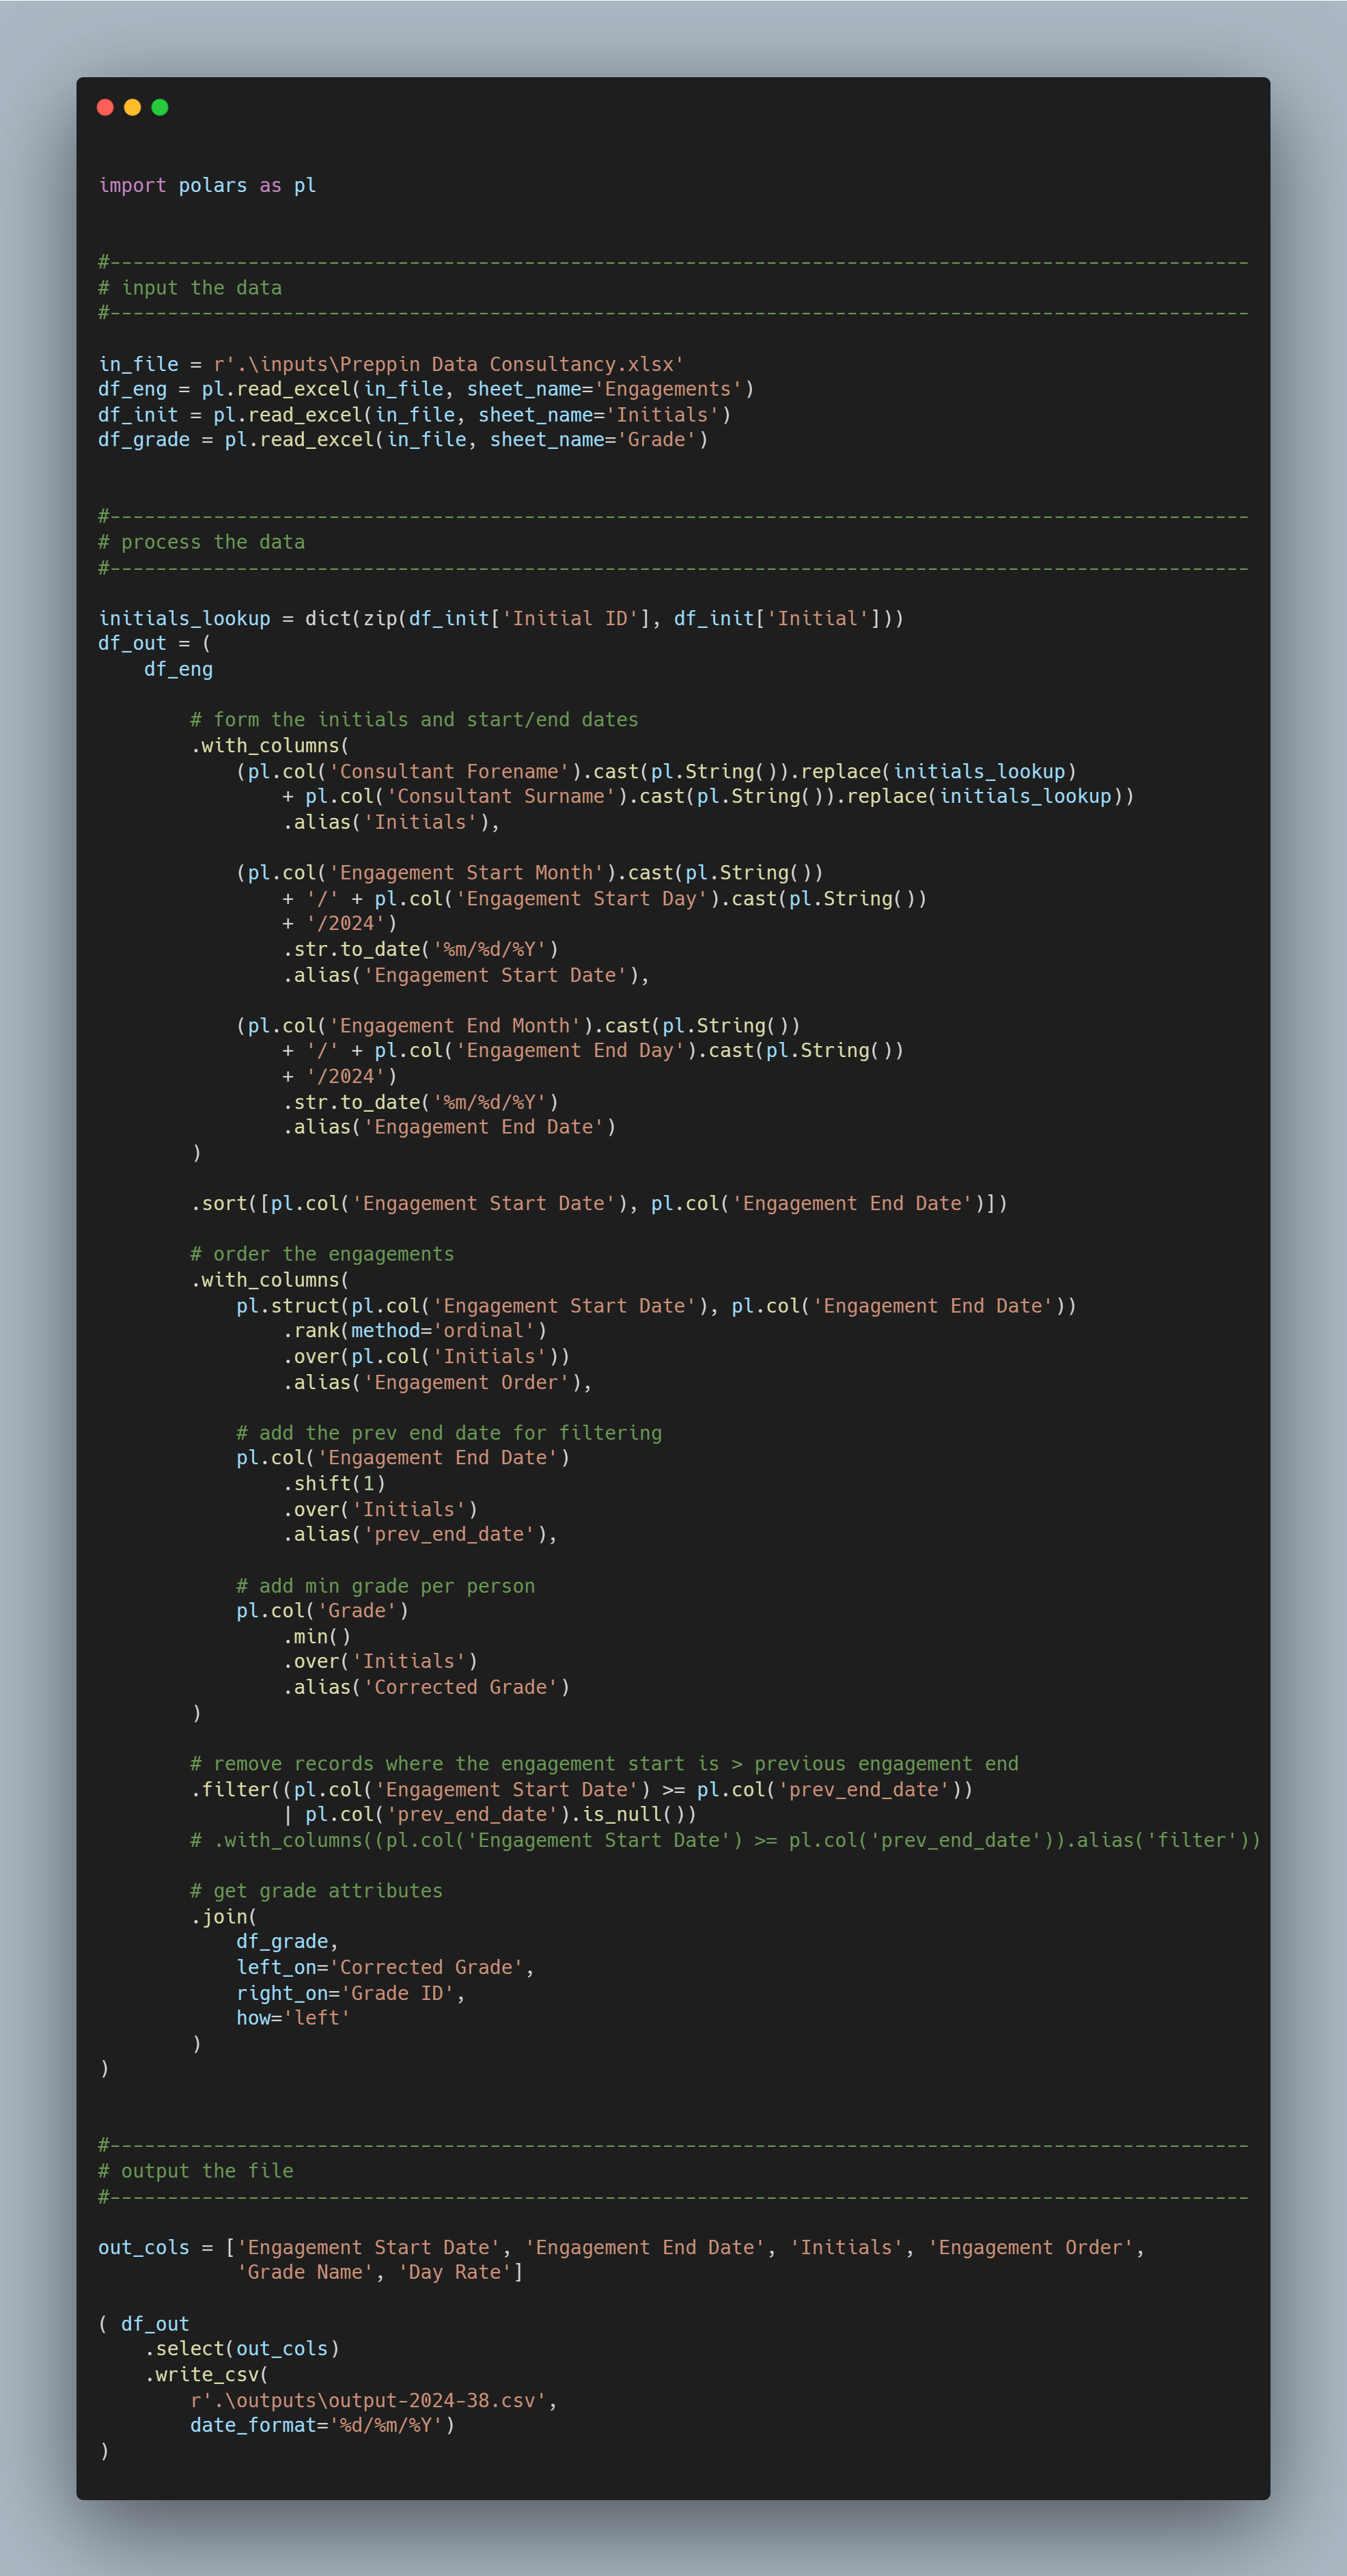 import polars as pl


#---------------------------------------------------------------------------------------------------
# input the data
#---------------------------------------------------------------------------------------------------

in_file = r'.\inputs\Preppin Data Consultancy.xlsx'
df_eng = pl.read_excel(in_file, sheet_name='Engagements')
df_init = pl.read_excel(in_file, sheet_name='Initials')
df_grade = pl.read_excel(in_file, sheet_name='Grade')


#---------------------------------------------------------------------------------------------------
# process the data
#---------------------------------------------------------------------------------------------------

initials_lookup = dict(zip(df_init['Initial ID'], df_init['Initial']))
df_out = (
    df_eng

        # form the initials and start/end dates
        .with_columns(
            (pl.col('Consultant Forename').cast(pl.String()).replace(initials_lookup)
                + pl.col('Consultant Surname').cast(pl.String()).replace(initials_lookup))
                .alias('Initials'),

            (pl.col('Engagement Start Month').cast(pl.String())
                + '/' + pl.col('Engagement Start Day').cast(pl.String())
                + '/2024')
                .str.to_date('%m/%d/%Y')
                .alias('Engagement Start Date'),

            (pl.col('Engagement End Month').cast(pl.String())
                + '/' + pl.col('Engagement End Day').cast(pl.String())
                + '/2024')
                .str.to_date('%m/%d/%Y')
                .alias('Engagement End Date')
        )

        .sort([pl.col('Engagement Start Date'), pl.col('Engagement End Date')])

        # order the engagements
        .with_columns(
            pl.struct(pl.col('Engagement Start Date'), pl.col('Engagement End Date'))
                .rank(method='ordinal')
                .over(pl.col('Initials'))
                .alias('Engagement Order'),

            # add the prev end date for filtering
            pl.col('Engagement End Date')
                .shift(1)
                .over('Initials')
                .alias('prev_end_date'),

            # add min grade per person
            pl.col('Grade')
                .min()
                .over('Initials')
                .alias('Corrected Grade')
        )

        # remove records where the engagement start is > previous engagement end
        .filter((pl.col('Engagement Start Date') >= pl.col('prev_end_date'))
                | pl.col('prev_end_date').is_null())
        # .with_columns((pl.col('Engagement Start Date') >= pl.col('prev_end_date')).alias('filter'))

        # get grade attributes
        .join(
            df_grade,
            left_on='Corrected Grade',
            right_on='Grade ID',
            how='left'
        )
)


#---------------------------------------------------------------------------------------------------
# output the file
#---------------------------------------------------------------------------------------------------

out_cols = ['Engagement Start Date', 'Engagement End Date', 'Initials', 'Engagement Order',
            'Grade Name', 'Day Rate']

( df_out
    .select(out_cols)
    .write_csv(
        r'.\outputs\output-2024-38.csv',
        date_format='%d/%m/%Y')
)